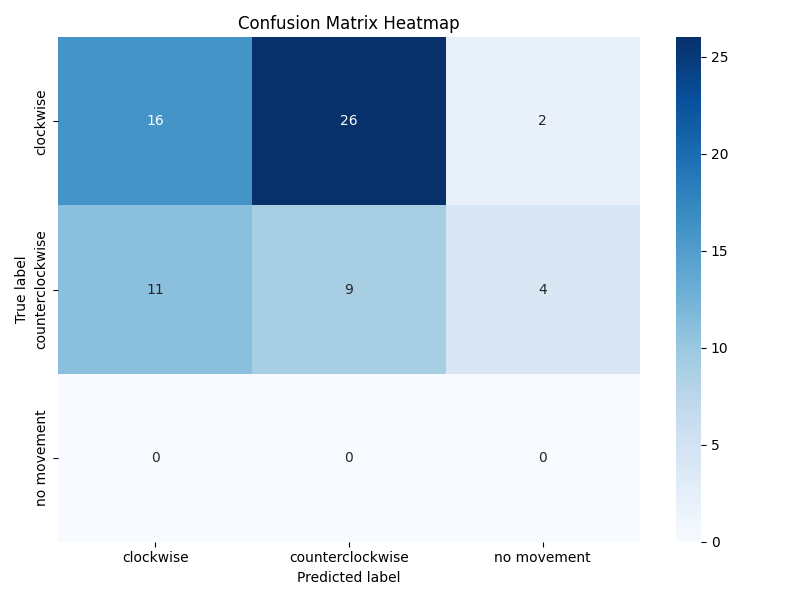 Confusion Matrix Heatmap
True label
clockwise
counterclockwise
no movement
16 26 2
11 9 4
0 0 0
clockwise counterclockwise no movement
Predicted label
25
20
15
10
5
0